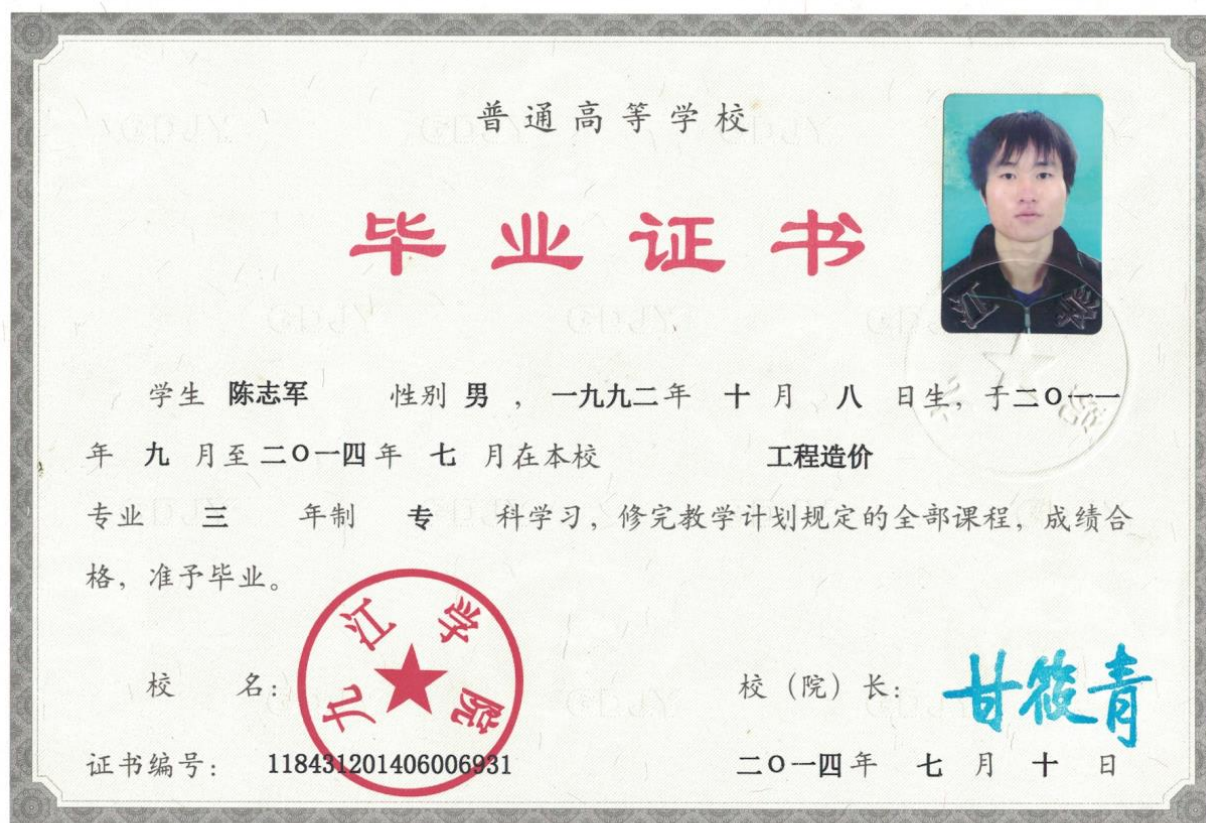 普通高等学校
毕业证书
学生 陈志军 性别 男 ， 一九九二年 十 月 八 日生，于二〇一一
年 九 月至 二〇一四年 七 月在本校 工程造价
专业 三 年制 专 科学习，修完教学计划规定的全部课程，成绩合
格，准予毕业。
九江学院
校 名：
校（院）长： 甘筱青
证书编号： 118431201406006931
二〇一四年 七 月 十 日